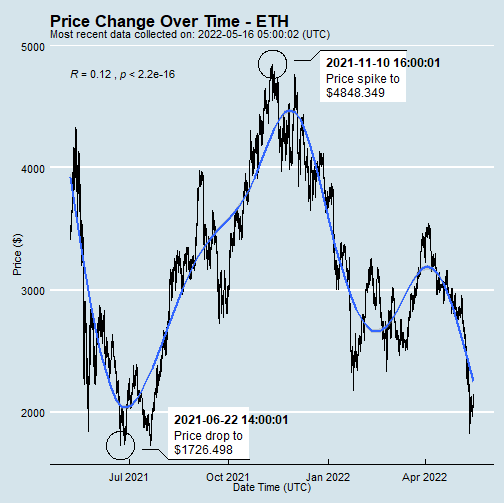 Price Change Over Time - ETH
Most recent data collected on: 2022-05-16 05:00:02 (UTC)
5000
R = 0.12 , p < 2.2e-16
2021-11-10 16:00:01
Price spike to
$4848.349
4000
Price ($)
3000
2000
2021-06-22 14:00:01
Price drop to
$1726.498
Jul 2021 Oct 2021 Jan 2022 Apr 2022
Date Time (UTC)